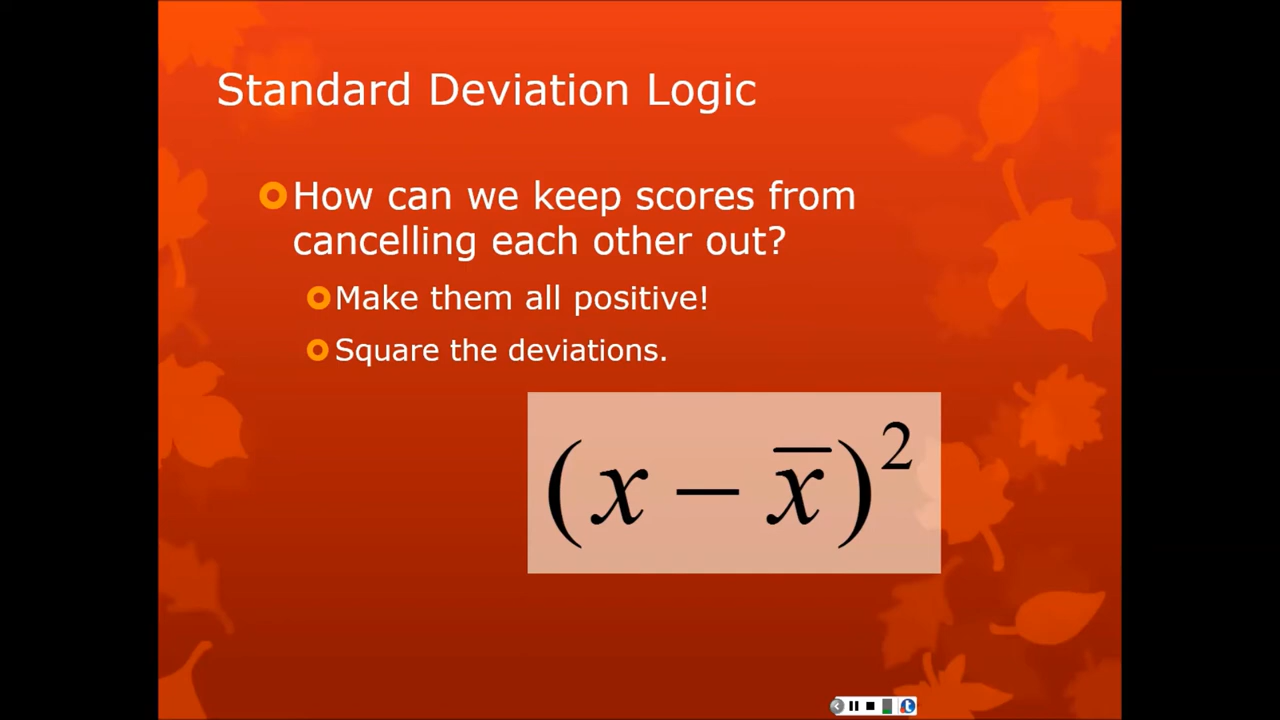 Standard Deviation Logic
How can we keep scores from
cancelling each other out?
Make them all positive!
Square the deviations.
(x − x̅)²